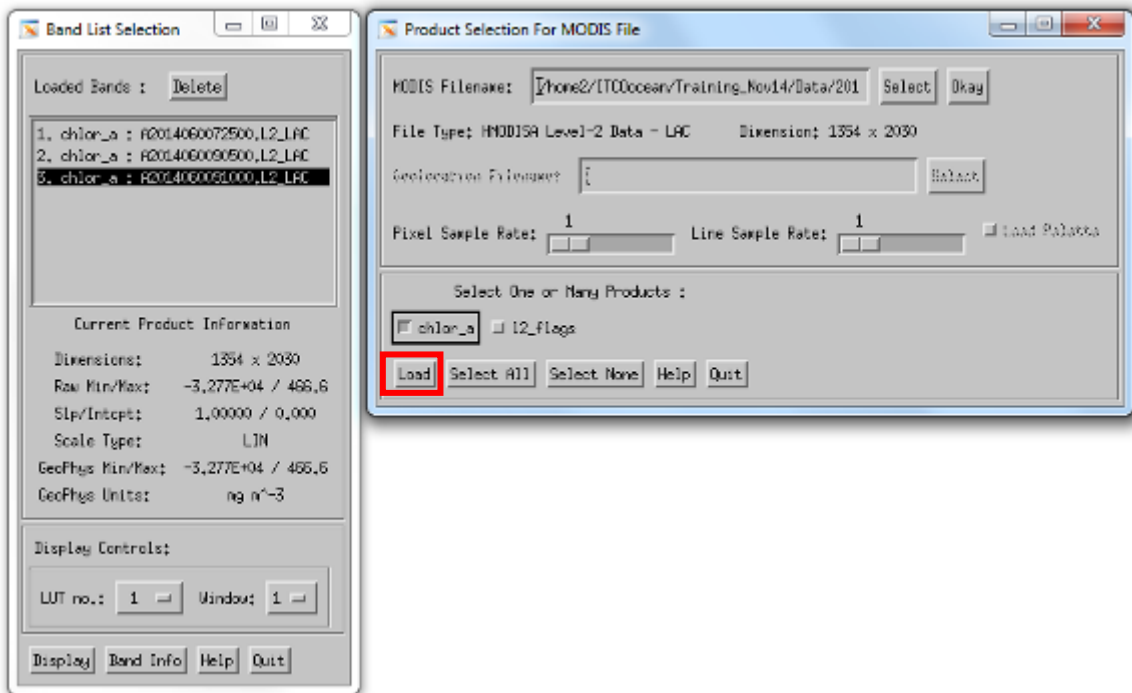 Band List Selection
Loaded Bands : Delete
1. chlor_a : A2014060072500.L2_LAC
2. chlor_a : A2014060090500.L2_LAC
3. chlor_a : A2014060091000.L2_LAC
Current Product Information
Dimensions: 1354 x 2030
Raw Min/Max: -3.277E+04 / 466.6
Slp/Intcpt: 1.00000 / 0.000
Scale Type: LIN
GeoPhys Min/Max: -3.277E+04 / 466.6
GeoPhys Units: mg m^-3
Display Controls:
LUT no.: 1 Window: 1
Display Band Info Help Quit
Product Selection For MODIS File
MODIS Filename: /home2/ITCOocean/Training_Nov14/Data/201 Select Okay
File Type: HMODISA Level-2 Data - LAC Dimension: 1354 x 2030
Geolocation Filename: Select
1 1
Pixel Sample Rate: Line Sample Rate: Load Palette
Select One or Many Products :
chlor_a l2_flags
Load Select All Select None Help Quit